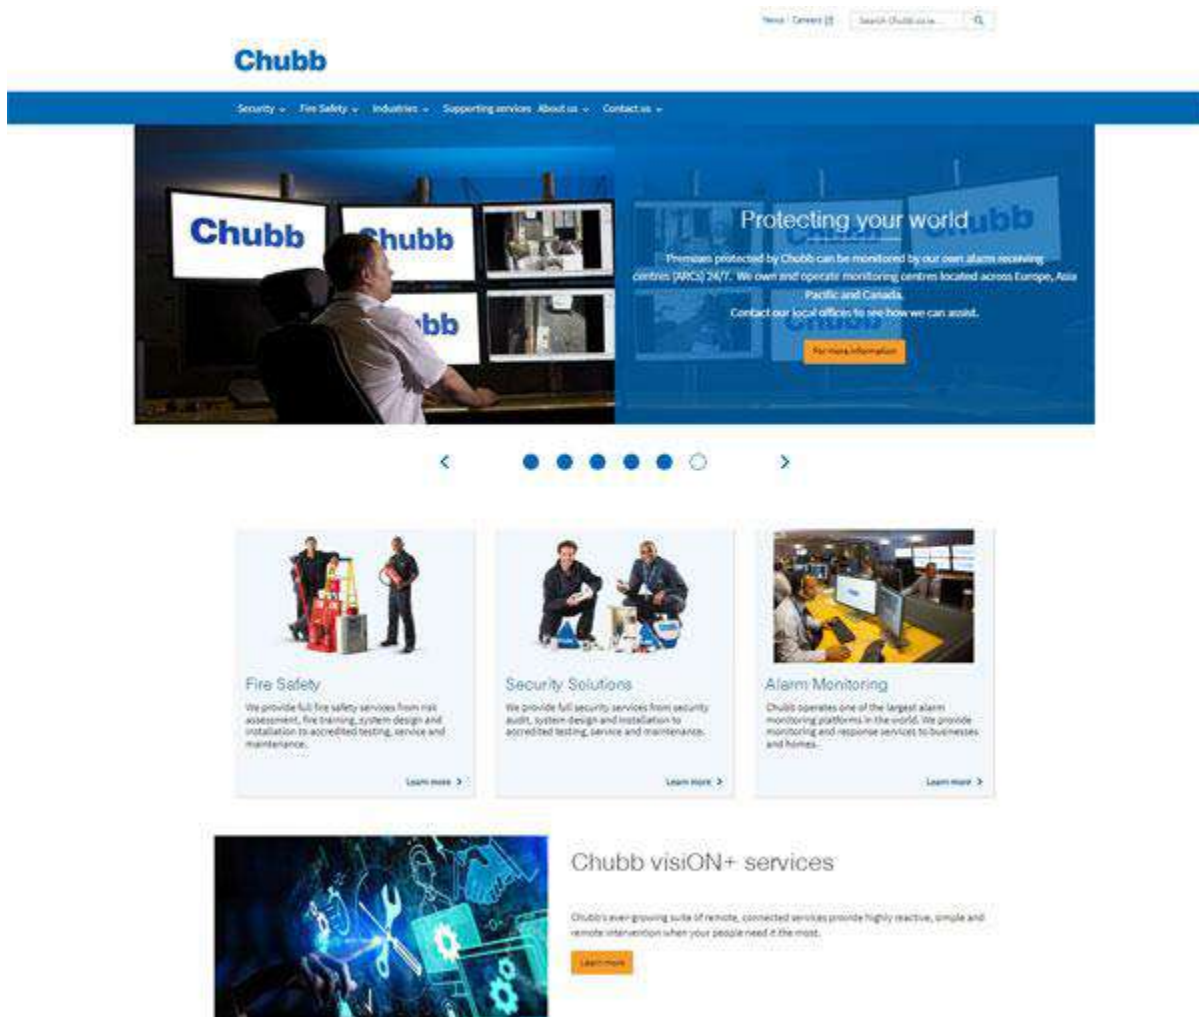 News Careers
Search Chubb
Chubb
Security Fire Safety Industries Supporting services About us Contact us
Chubb Chubb
Protecting your world
Premises protected by Chubb can be monitored by our own alarm receiving
centres (ARCs) 24/7. We own and operate monitoring centres located across Europe, Asia
Pacific and Canada.
Contact our local offices to see how we can assist.
For more information
Fire Safety
We provide full fire safety services from risk
assessment, fire training, system design and
installation to accredited testing, service and
maintenance.
Learn more
Security Solutions
We provide full security services from security
audit, system design and installation to
accredited testing, service and maintenance.
Learn more
Alarm Monitoring
Chubb operates one of the largest alarm
monitoring platforms in the world. We provide
monitoring and response services to businesses
and homes.
Learn more
Chubb visiON+ services
Chubb's ever-growing suite of remote, connected services provide highly reactive, simple and
remote intervention when your people need it the most.
Learn more